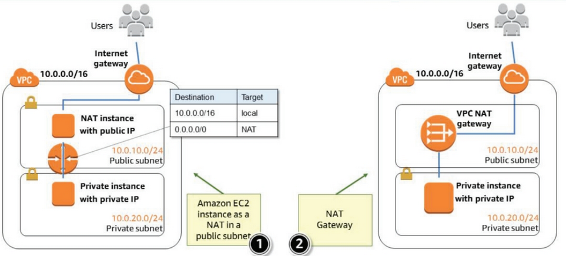 Users
Internet
gateway
VPC
10.0.0.0/16
NAT instance
with public IP
10.0.10.0/24
Public subnet
Private instance
with private IP
10.0.20.0/24
Private subnet
Destination Target
10.0.0.0/16 local
0.0.0.0/0 NAT
Amazon EC2
instance as a
NAT in a
public subnet
1
2
NAT
Gateway
Users
Internet
gateway
VPC
10.0.0.0/16
VPC NAT
gateway
10.0.10.0/24
Public subnet
Private instance
with private IP
10.0.20.0/24
Private subnet